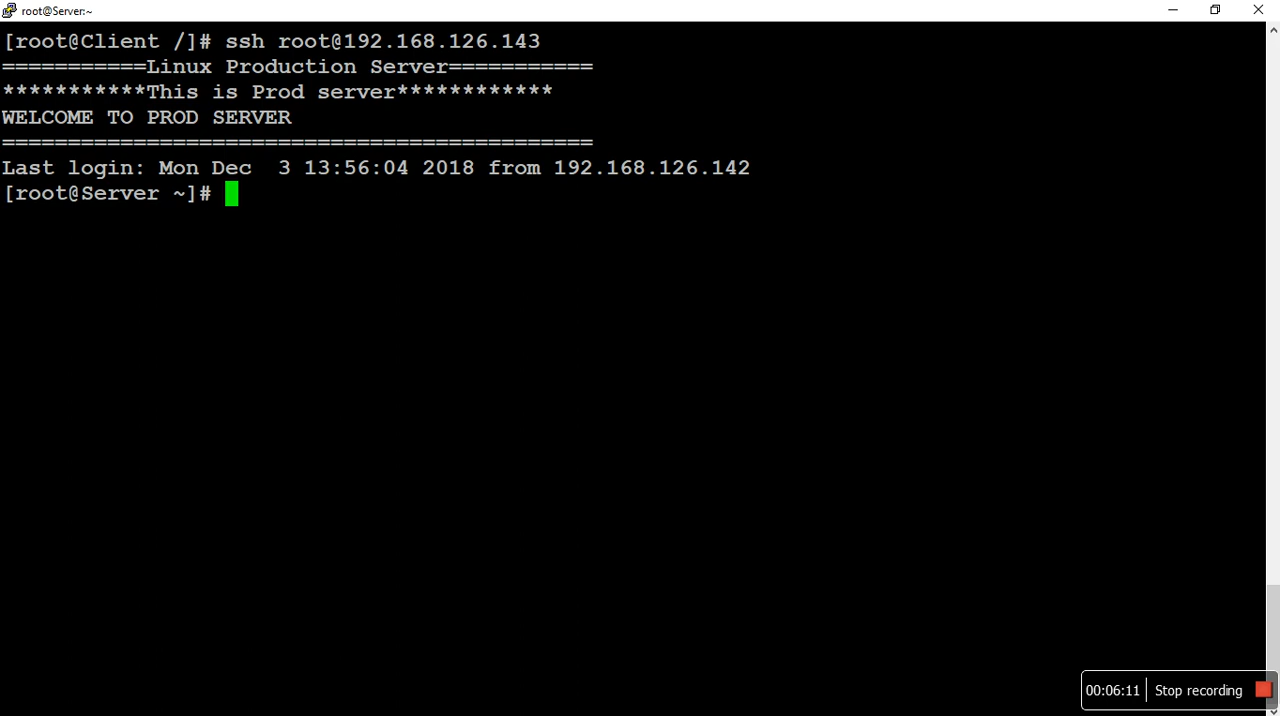 root@Server:~
[root@Client /]# ssh root@192.168.126.143
===========Linux Production Server===========
***********This is Prod server************
WELCOME TO PROD SERVER
=============================================
Last login: Mon Dec  3 13:56:04 2018 from 192.168.126.142
[root@Server ~]#
00:06:11 Stop recording